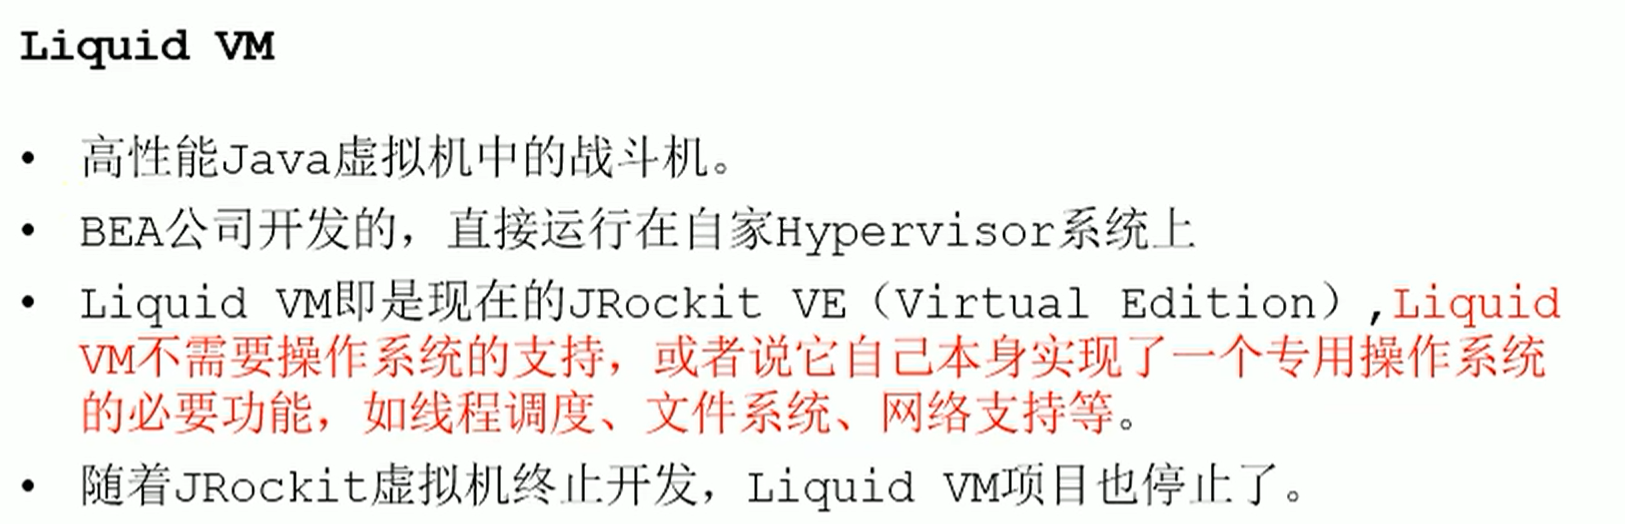 Liquid VM
• 高性能Java虚拟机中的战斗机。
• BEA公司开发的，直接运行在自家Hypervisor系统上
• Liquid VM即是现在的JRockit VE（Virtual Edition）,Liquid
VM不需要操作系统的支持，或者说它自己本身实现了一个专用操作系统
的必要功能，如线程调度、文件系统、网络支持等。
• 随着JRockit虚拟机终止开发，Liquid VM项目也停止了。